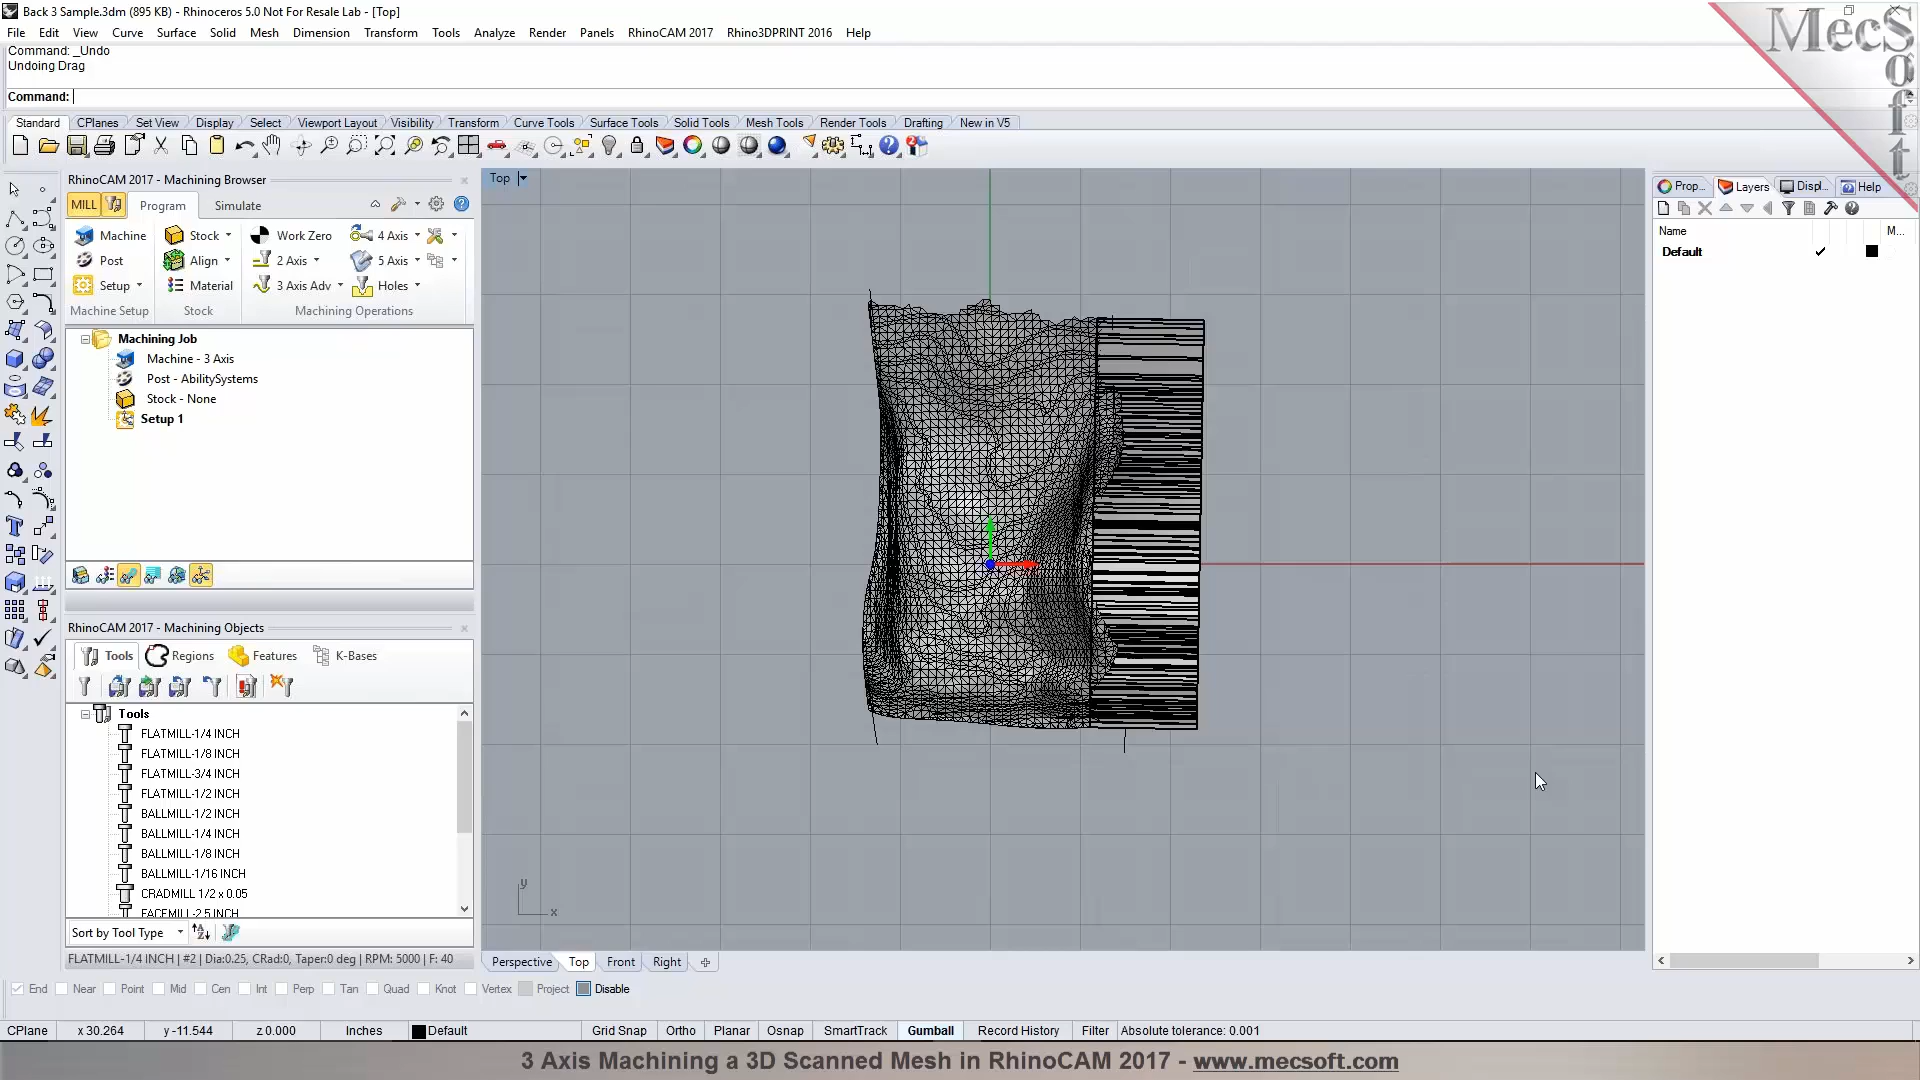 Back 3 Sample.3dm (895 KB) - Rhinoceros 5.0 Not For Resale Lab - [Top]
File Edit View Curve Surface Solid Mesh Dimension Transform Tools Analyze Render Panels RhinoCAM 2017 Rhino3DPRINT 2016 Help
MecSoft
Command: _Undo
Undoing Drag
Command:
Standard CPlanes Set View Display Select Viewport Layout Visibility Transform Curve Tools Surface Tools Solid Tools Mesh Tools Render Tools Drafting New in V5
RhinoCAM 2017 - Machining Browser
MILL Program Simulate
Machine Stock Work Zero 4 Axis
Post Align 2 Axis 5 Axis
Setup Material 3 Axis Adv Holes
Machine Setup Stock Machining Operations
Machining Job
Machine - 3 Axis
Post - AbilitySystems
Stock - None
Setup 1
RhinoCAM 2017 - Machining Objects
Tools Regions Features K-Bases
Tools
FLATMILL-1/4 INCH
FLATMILL-1/8 INCH
FLATMILL-3/4 INCH
FLATMILL-1/2 INCH
BALLMILL-1/2 INCH
BALLMILL-1/4 INCH
BALLMILL-1/8 INCH
BALLMILL-1/16 INCH
CRADMILL 1/2 x 0.05
FACEMILL-2.5 INCH
Sort by Tool Type
FLATMILL-1/4 INCH | #2 | Dia:0.25, CRad:0, Taper:0 deg | RPM: 5000 | F: 40
Top
y
x
Prop... Layers Displ... Help
Name M...
Default
Perspective Top Front Right
End Near Point Mid Cen Int Perp Tan Quad Knot Vertex Project Disable
CPlane x 30.264 y -11.544 z 0.000 Inches Default Grid Snap Ortho Planar Osnap SmartTrack Gumball Record History Filter Absolute tolerance: 0.001
3 Axis Machining a 3D Scanned Mesh in RhinoCAM 2017 - www.mecsoft.com